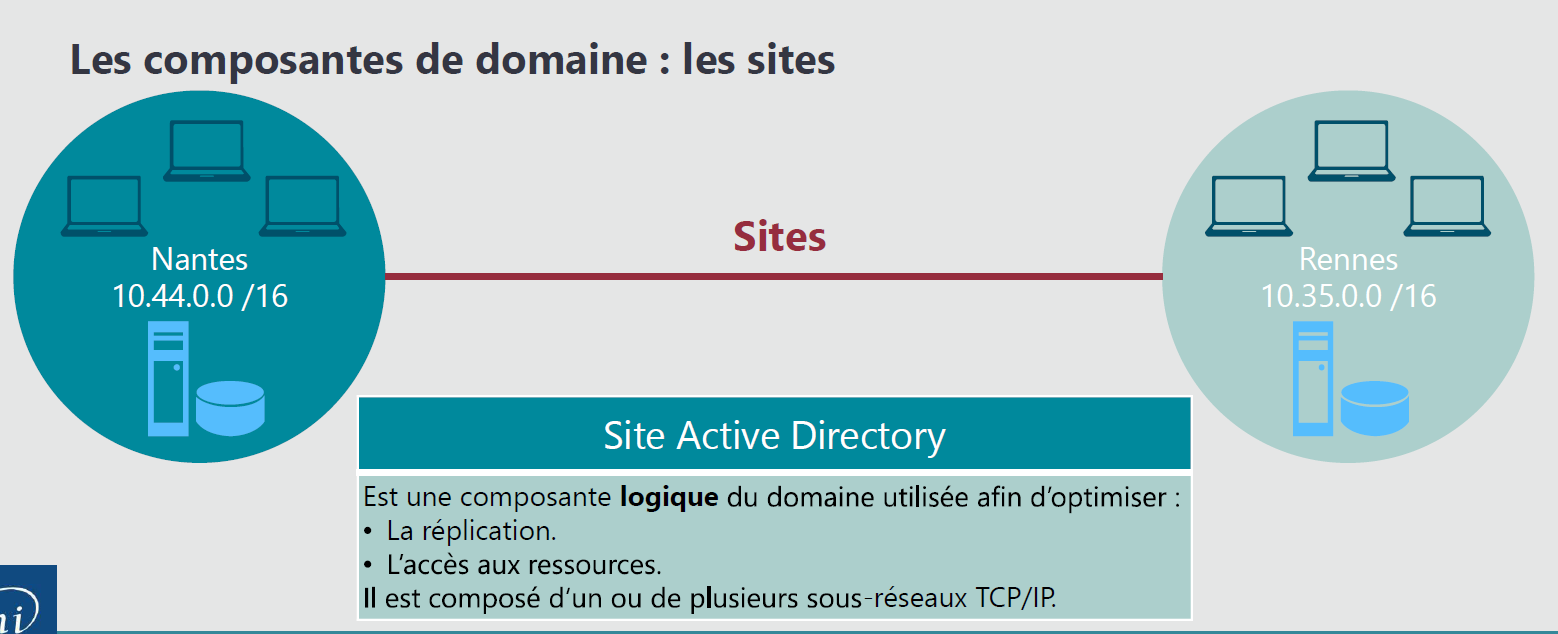 Les composantes de domaine : les sites
Sites
Nantes
10.44.0.0 /16
Rennes
10.35.0.0 /16
Site Active Directory
Est une composante logique du domaine utilisée afin d'optimiser :
• La réplication.
• L'accès aux ressources.
Il est composé d'un ou de plusieurs sous-réseaux TCP/IP.